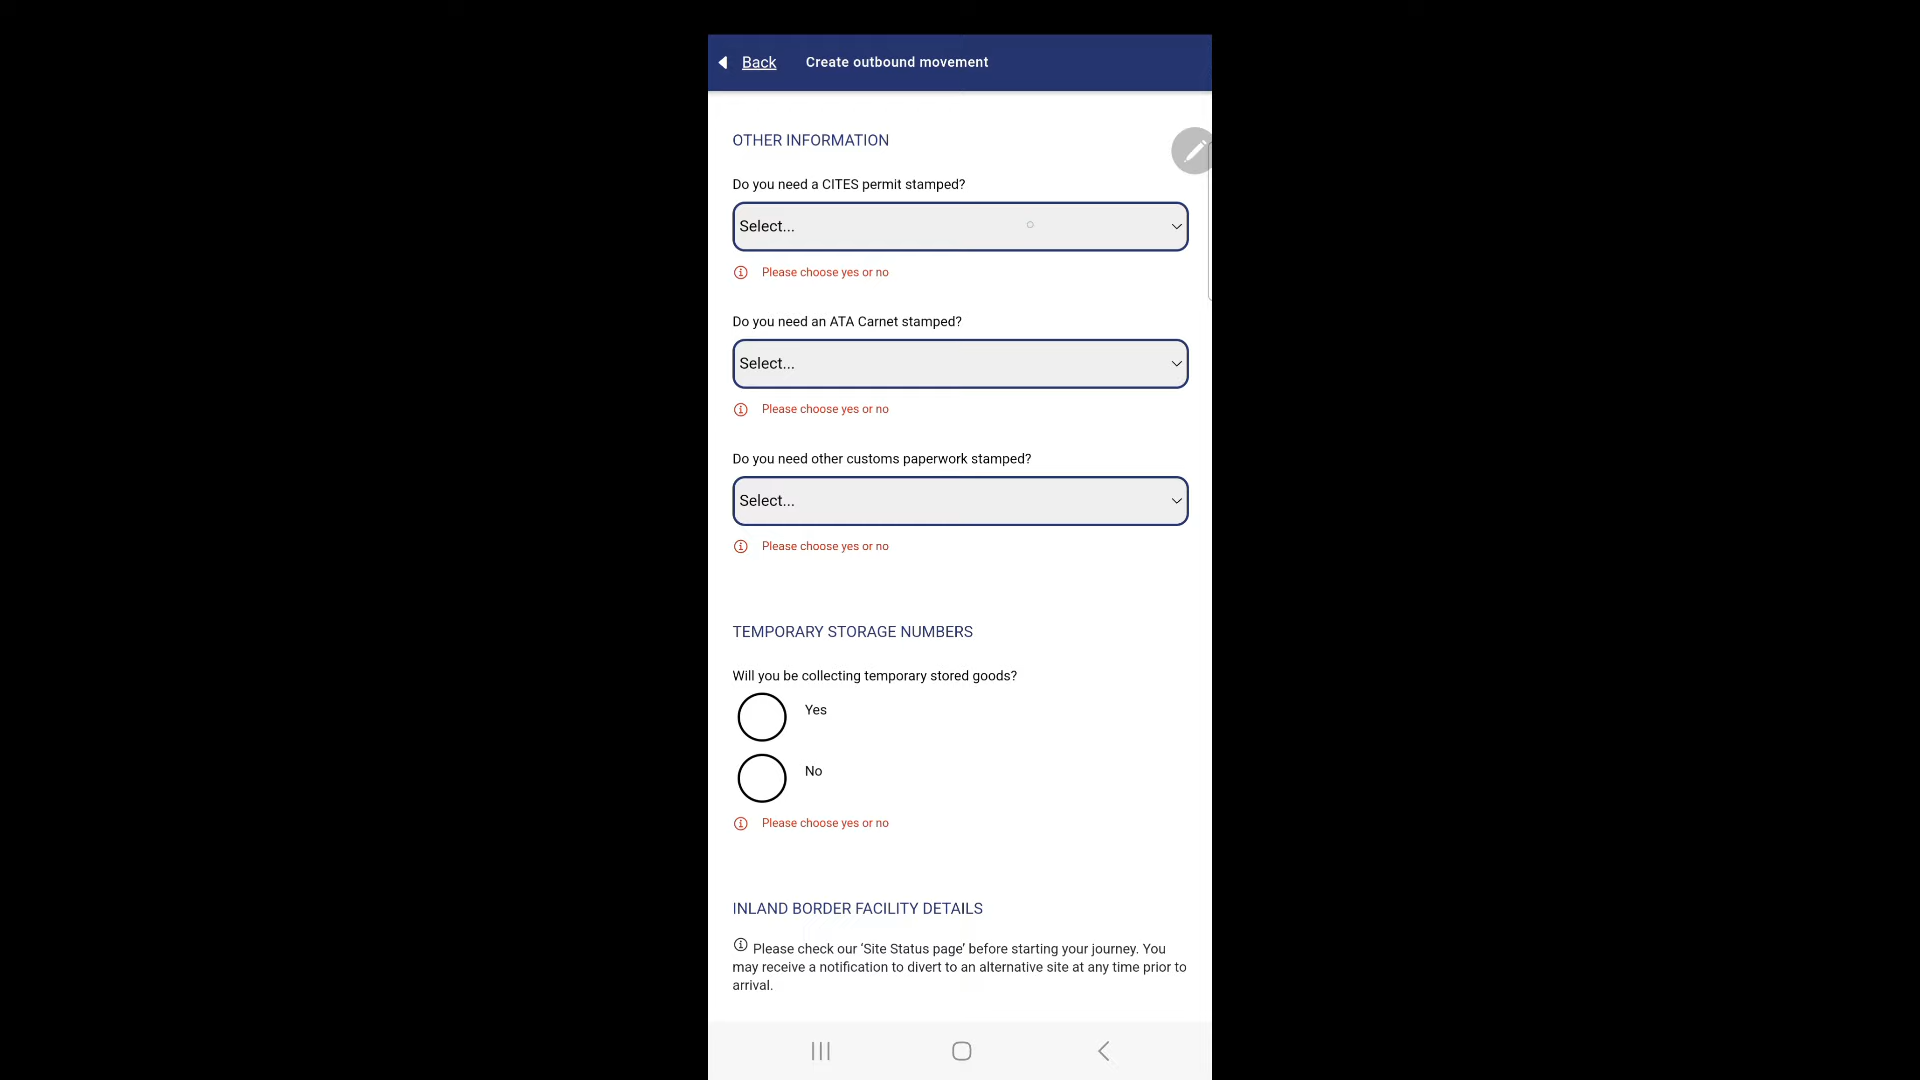 Back Create outbound movement
OTHER INFORMATION
Do you need a CITES permit stamped?
Select...
Please choose yes or no
Do you need an ATA Carnet stamped?
Select...
Please choose yes or no
Do you need other customs paperwork stamped?
Select...
Please choose yes or no
TEMPORARY STORAGE NUMBERS
Will you be collecting temporary stored goods?
Yes
No
Please choose yes or no
INLAND BORDER FACILITY DETAILS
Please check our ‘Site Status page’ before starting your journey. You
may receive a notification to divert to an alternative site at any time prior to
arrival.